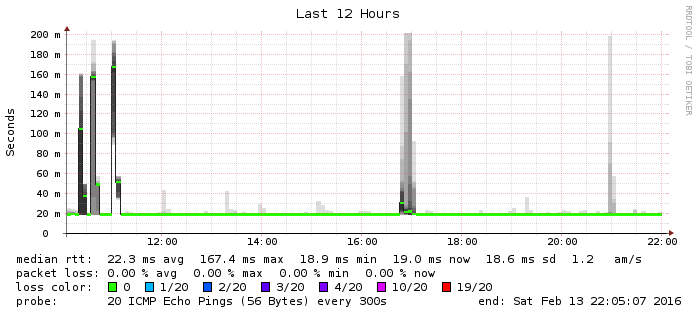 Last 12 Hours
RRDTOOL / TOBI OETIKER
Seconds
200 m
180 m
160 m
140 m
120 m
100 m
80 m
60 m
40 m
20 m
0
12:00 14:00 16:00 18:00 20:00 22:00
median rtt: 22.3 ms avg 167.4 ms max 18.9 ms min 19.0 ms now 18.6 ms sd 1.2 am/s
packet loss: 0.00 % avg 0.00 % max 0.00 % min 0.00 % now
loss color: 0 1/20 2/20 3/20 4/20 10/20 19/20
probe: 20 ICMP Echo Pings (56 Bytes) every 300s end: Sat Feb 13 22:05:07 2016